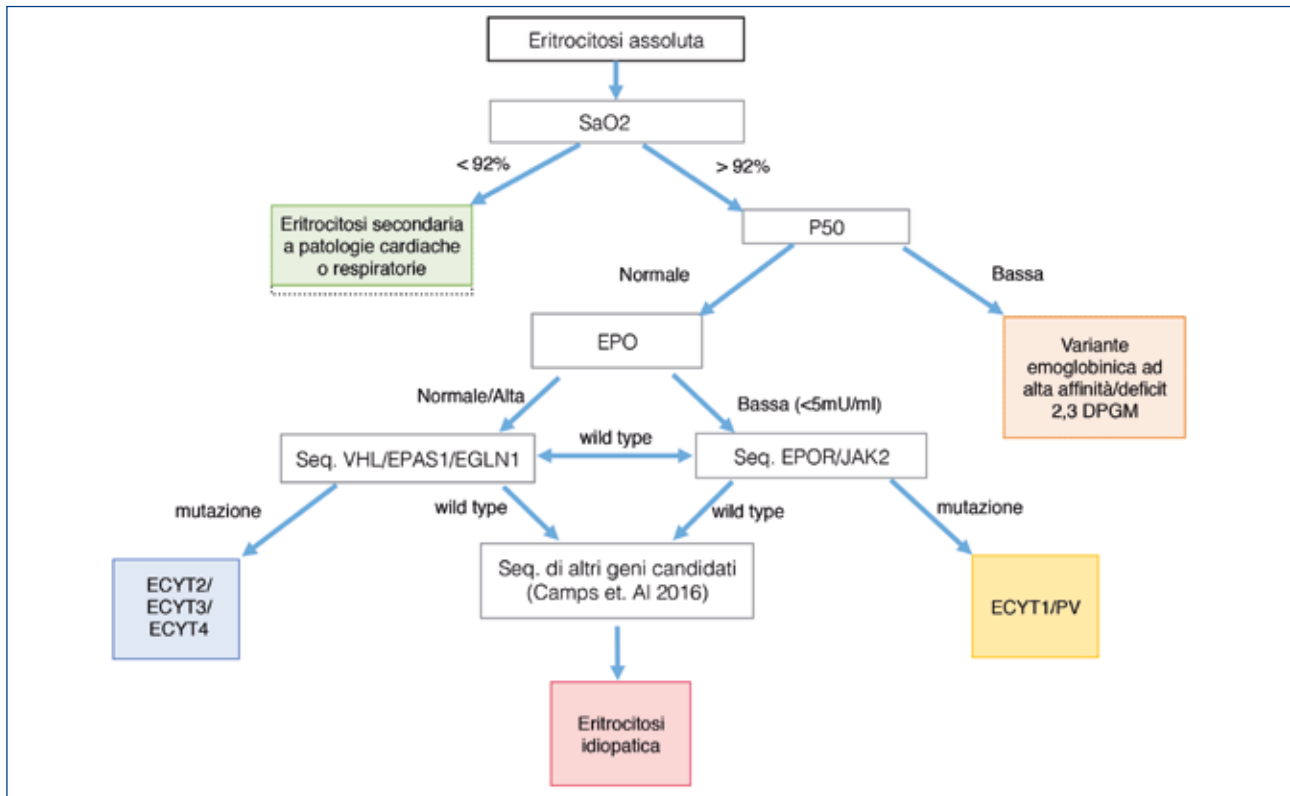 Eritrocitosi assoluta
SaO2
< 92%
> 92%
Eritrocitosi secondaria
a patologie cardiache
o respiratorie
P50
Normale
Bassa
EPO
Variante
emoglobinica ad
alta affinità/deficit
2,3 DPGM
Normale/Alta
Bassa (<5mU/ml)
Seq. VHL/EPAS1/EGLN1
wild type
Seq. EPOR/JAK2
mutazione
wild type
wild type
mutazione
ECYT2/
ECYT3/
ECYT4
Seq. di altri geni candidati
(Camps et. Al 2016)
ECYT1/PV
Eritrocitosi
idiopatica